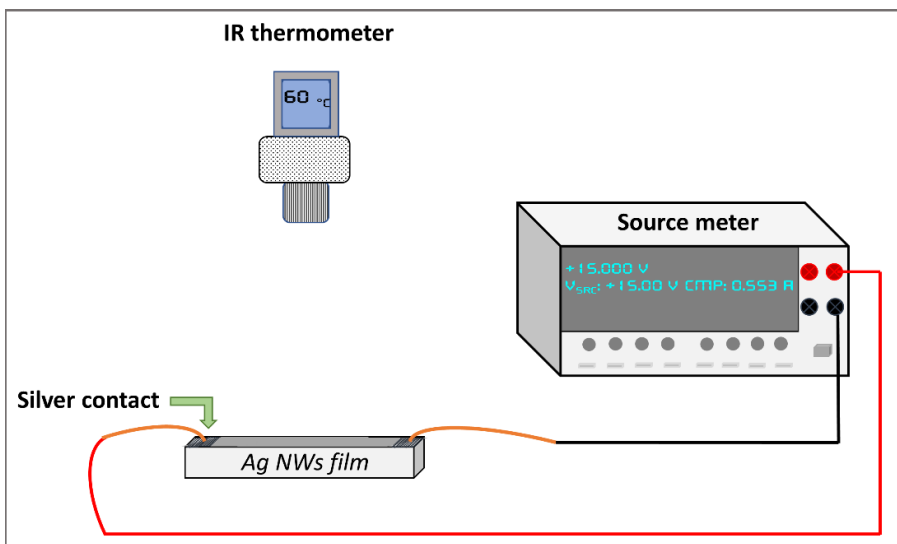 IR thermometer
60 °C
Source meter
+15.000 V
VSRC: +15.00 V CMP: 0.553 A
Silver contact
Ag NWs film